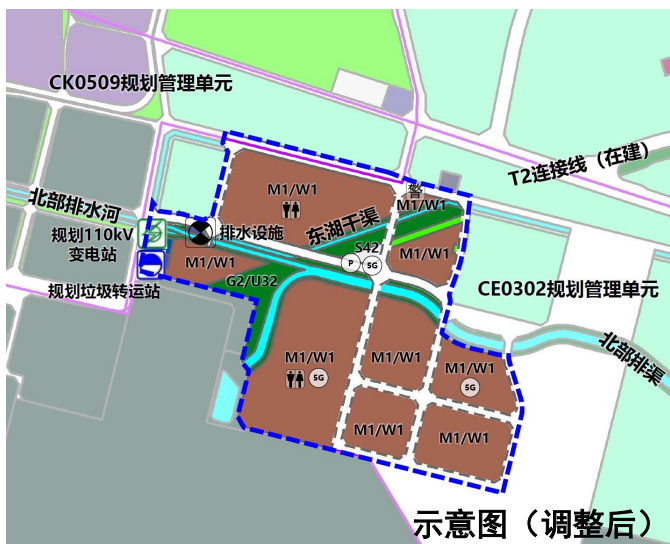 CK0509规划管理单元
T2连接线（在建）
警
M1/W1
M1/W1
北部排水河
东湖干渠
排水设施
规划110kV
变电站
S42
P
5G
M1/W1
M1/W1
规划垃圾转运站
G2/U32
CE0302规划管理单元
北部排渠
M1/W1
M1/W1
M1/W1
5G
5G
M1/W1
M1/W1
示意图（调整后）